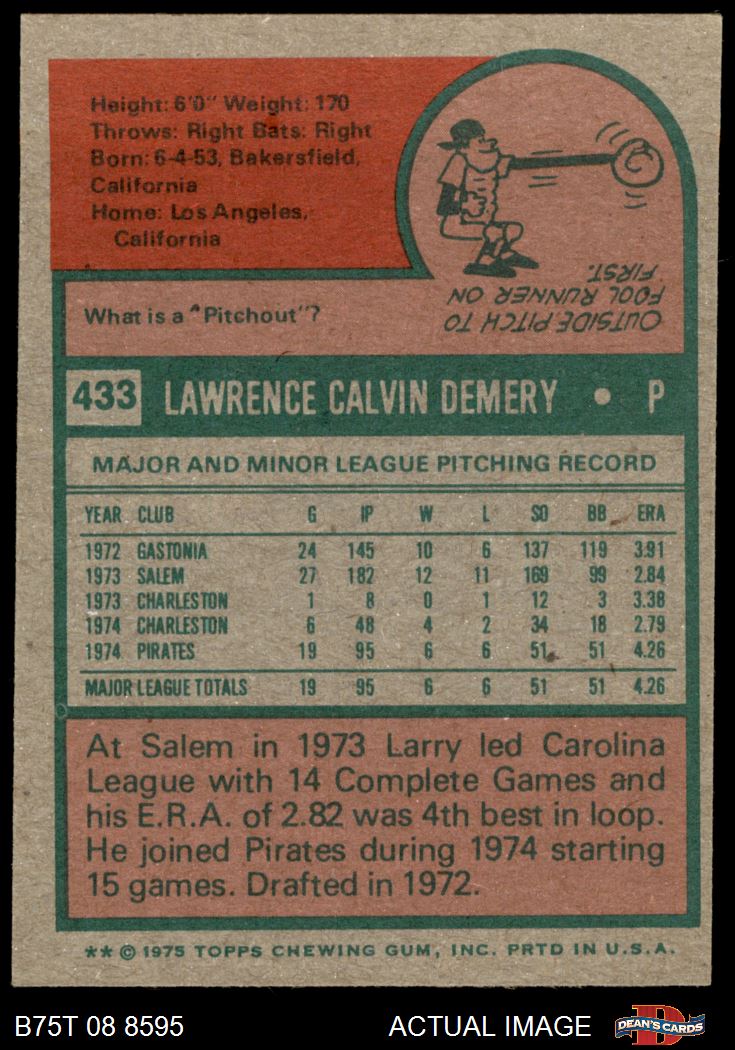 Height: 6'0" Weight: 170
Throws: Right Bats: Right
Born: 6-4-53, Bakersfield,
California
Home: Los Angeles,
California
What is a "Pitchout"?
OUTSIDE PITCH TO
FOOL RUNNER ON
FIRST.
433 LAWRENCE CALVIN DEMERY • P
MAJOR AND MINOR LEAGUE PITCHING RECORD
YEAR CLUB G IP W L SO BB ERA
1972 GASTONIA 24 145 10 6 137 119 3.91
1973 SALEM 27 182 12 11 169 99 2.84
1973 CHARLESTON 1 8 0 1 12 3 3.38
1974 CHARLESTON 6 48 4 2 34 18 2.79
1974 PIRATES 19 95 6 6 51 51 4.26
MAJOR LEAGUE TOTALS 19 95 6 6 51 51 4.26
At Salem in 1973 Larry led Carolina
League with 14 Complete Games and
his E.R.A. of 2.82 was 4th best in loop.
He joined Pirates during 1974 starting
15 games. Drafted in 1972.
** © 1975 TOPPS CHEWING GUM, INC. PRTD IN U.S.A.
B75T 08 8595 ACTUAL IMAGE DEAN'S CARDS